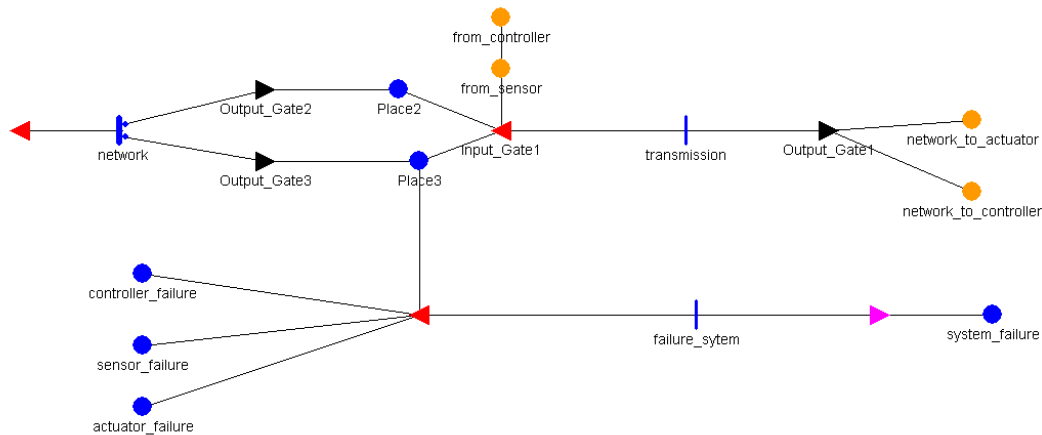 from_controller
from_sensor
Output_Gate2
Place2
network
Input_Gate1
transmission
Output_Gate1
network_to_actuator
Output_Gate3
Place3
network_to_controller
controller_failure
failure_sytem
system_failure
sensor_failure
actuator_failure